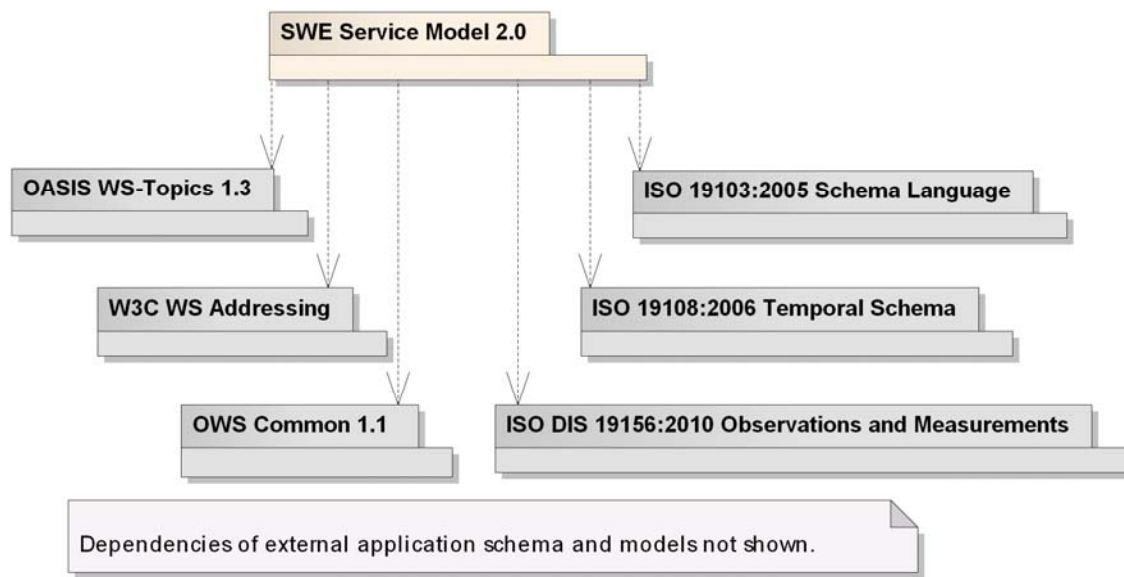 SWE Service Model 2.0
OASIS WS-Topics 1.3
ISO 19103:2005 Schema Language
W3C WS Addressing
ISO 19108:2006 Temporal Schema
OWS Common 1.1
ISO DIS 19156:2010 Observations and Measurements
Dependencies of external application schema and models not shown.